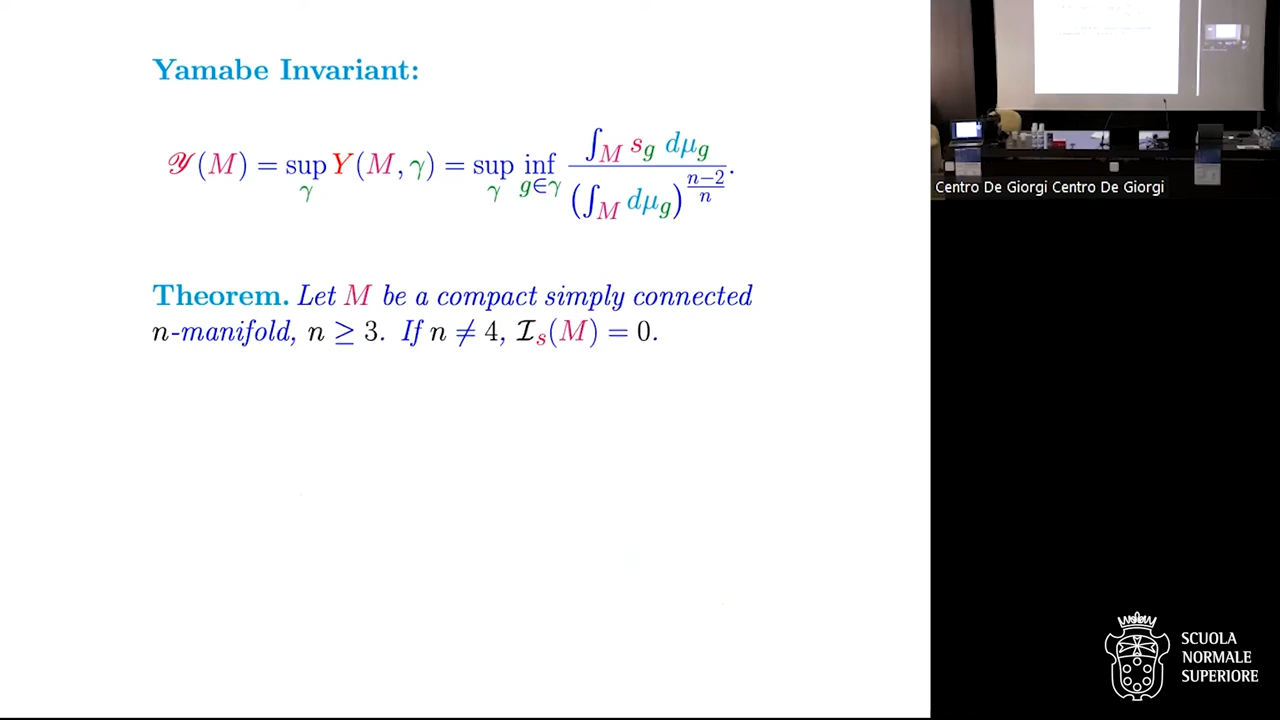 Yamabe Invariant:
𝒴(M) = sup_γ Y(M, γ) = sup_γ inf_{g∈γ} ∫_M s_g dμ_g / (∫_M dμ_g)^{(n−2)/n}.
Theorem. Let M be a compact simply connected
n-manifold, n ≥ 3. If n ≠ 4, ℐ_s(M) = 0.
Centro De Giorgi Centro De Giorgi
SCUOLA
NORMALE
SUPERIORE